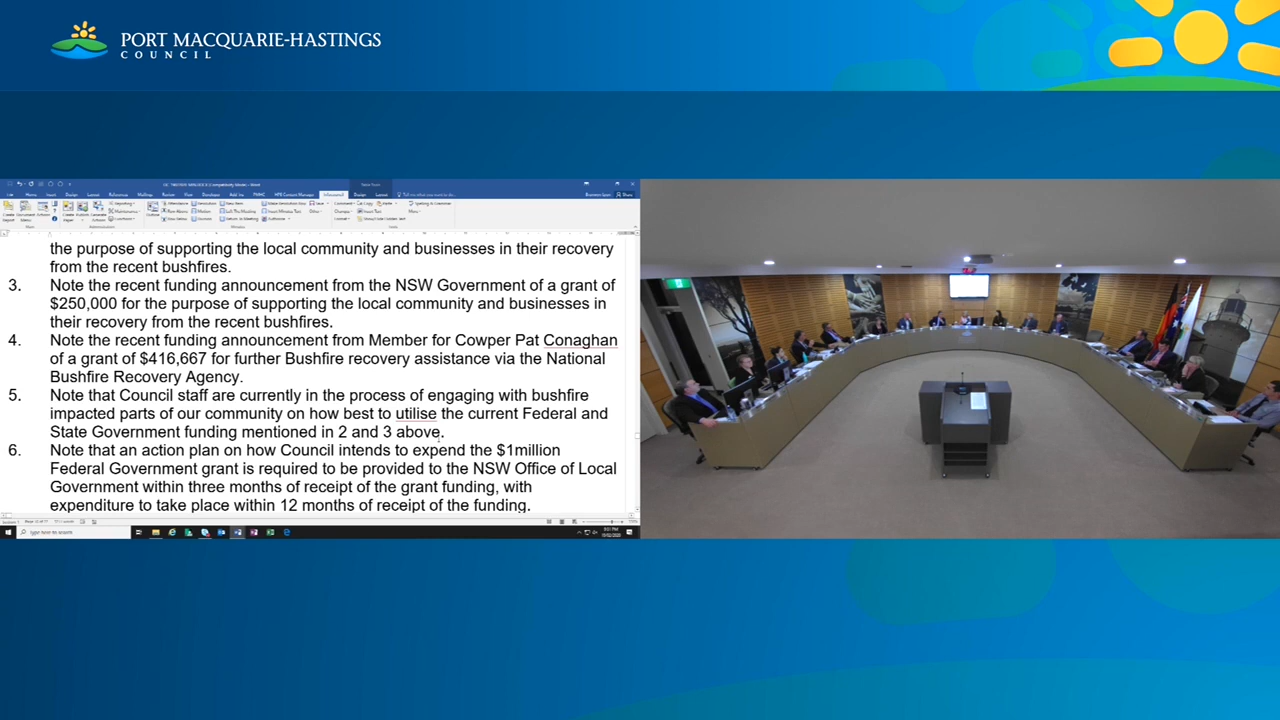 PORT MACQUARIE-HASTINGS
COUNCIL
the purpose of supporting the local community and businesses in their recovery
from the recent bushfires.
3. Note the recent funding announcement from the NSW Government of a grant of
$250,000 for the purpose of supporting the local community and businesses in
their recovery from the recent bushfires.
4. Note the recent funding announcement from Member for Cowper Pat Conaghan
of a grant of $416,667 for further Bushfire recovery assistance via the National
Bushfire Recovery Agency.
5. Note that Council staff are currently in the process of engaging with bushfire
impacted parts of our community on how best to utilise the current Federal and
State Government funding mentioned in 2 and 3 above.
6. Note that an action plan on how Council intends to expend the $1million
Federal Government grant is required to be provided to the NSW Office of Local
Government within three months of receipt of the grant funding, with
expenditure to take place within 12 months of receipt of the funding.
Type here to search